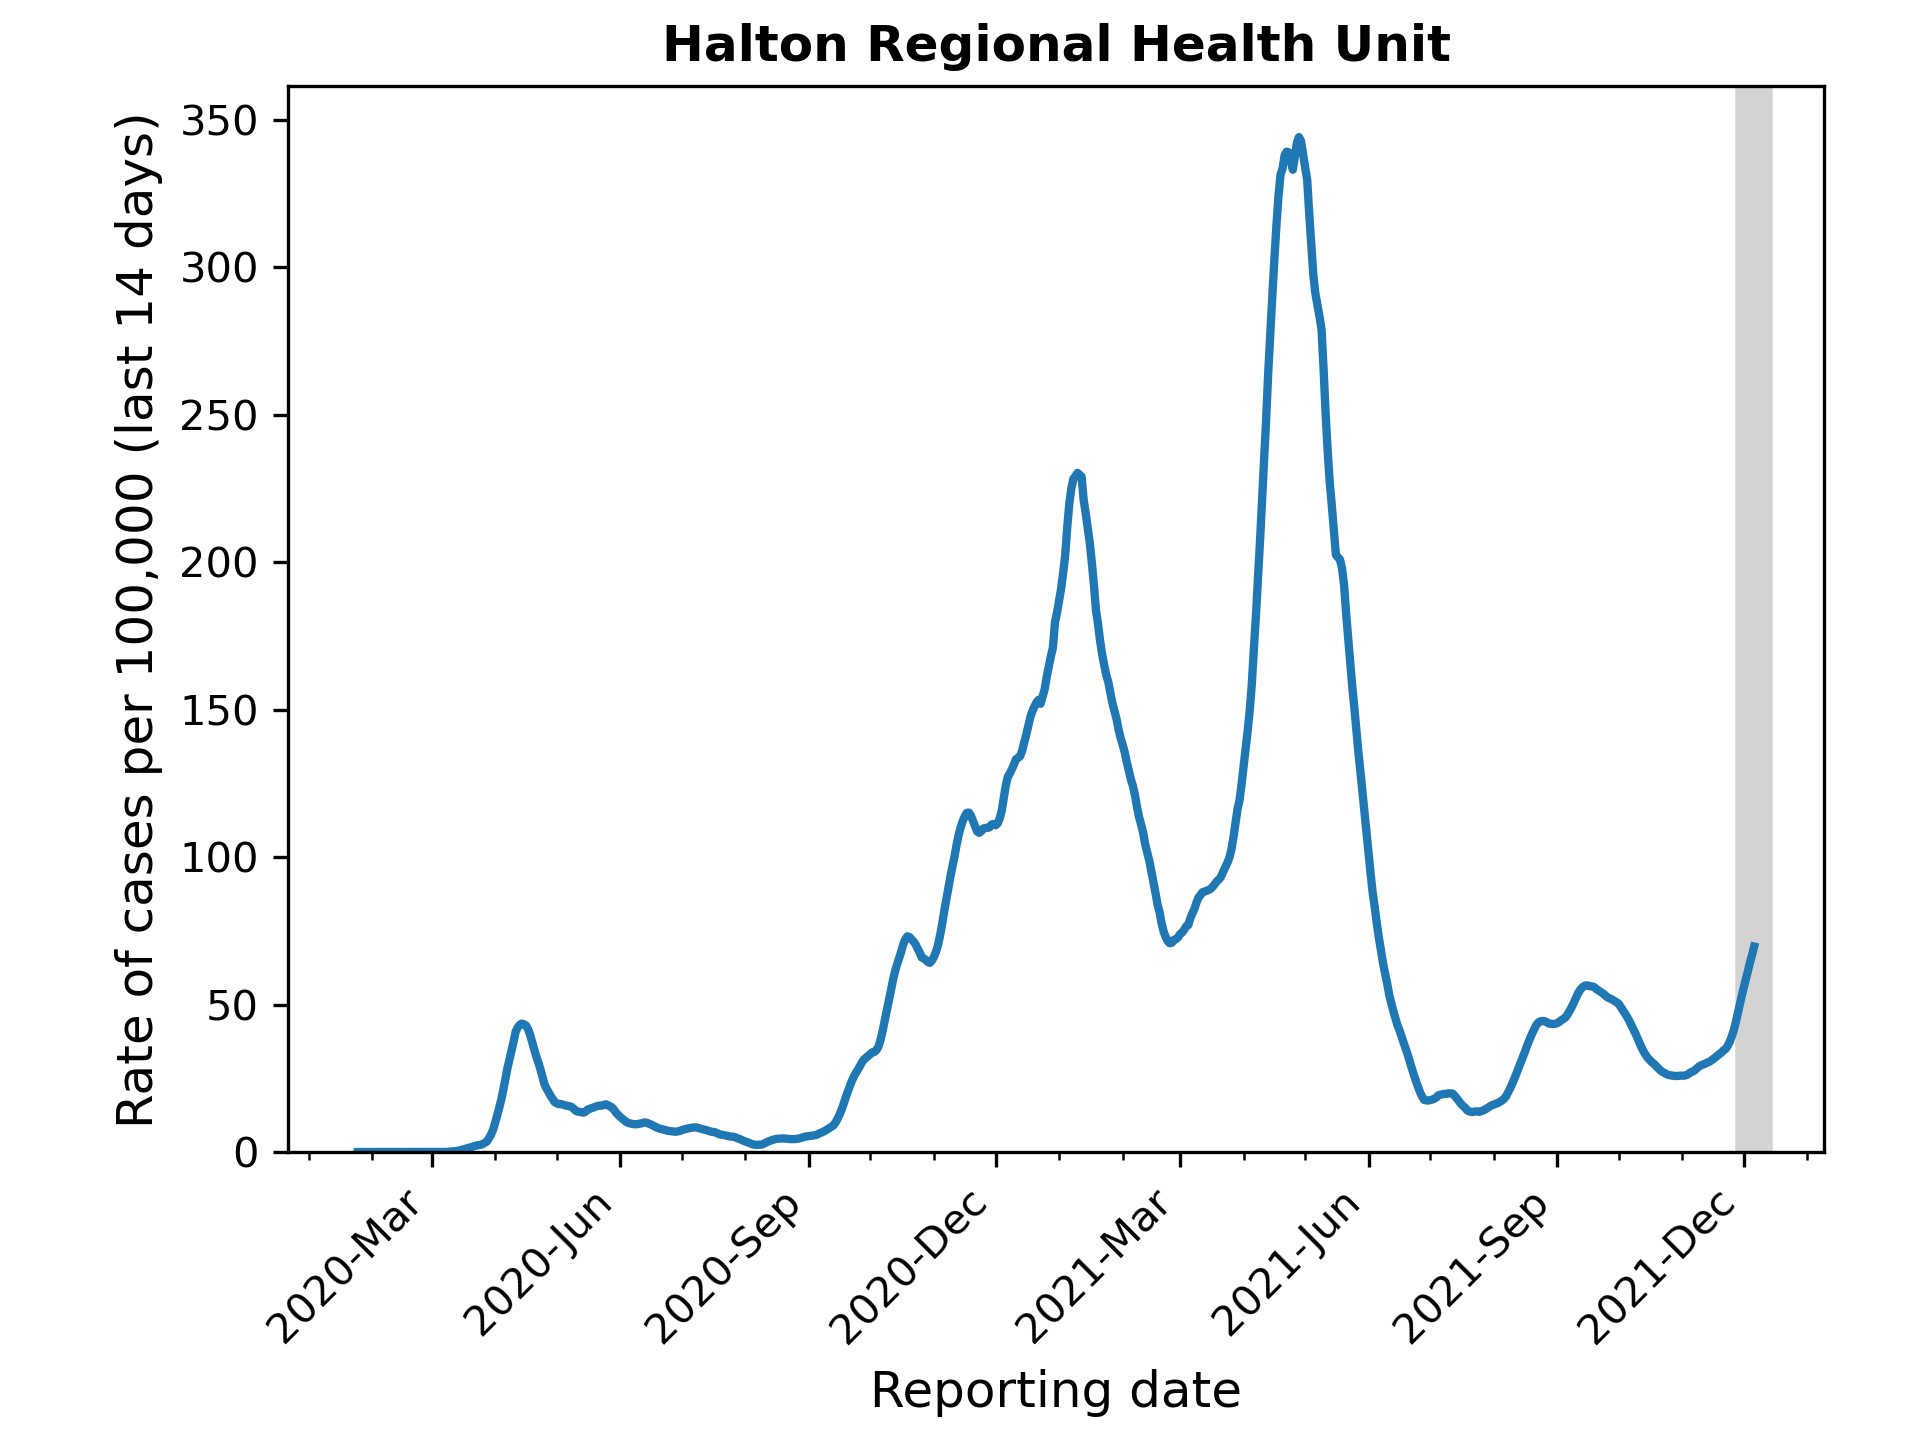 Halton Regional Health Unit
Rate of cases per 100,000 (last 14 days)
350
300
250
200
150
100
50
0
2020-Mar
2020-Jun
2020-Sep
2020-Dec
2021-Mar
2021-Jun
2021-Sep
2021-Dec
Reporting date